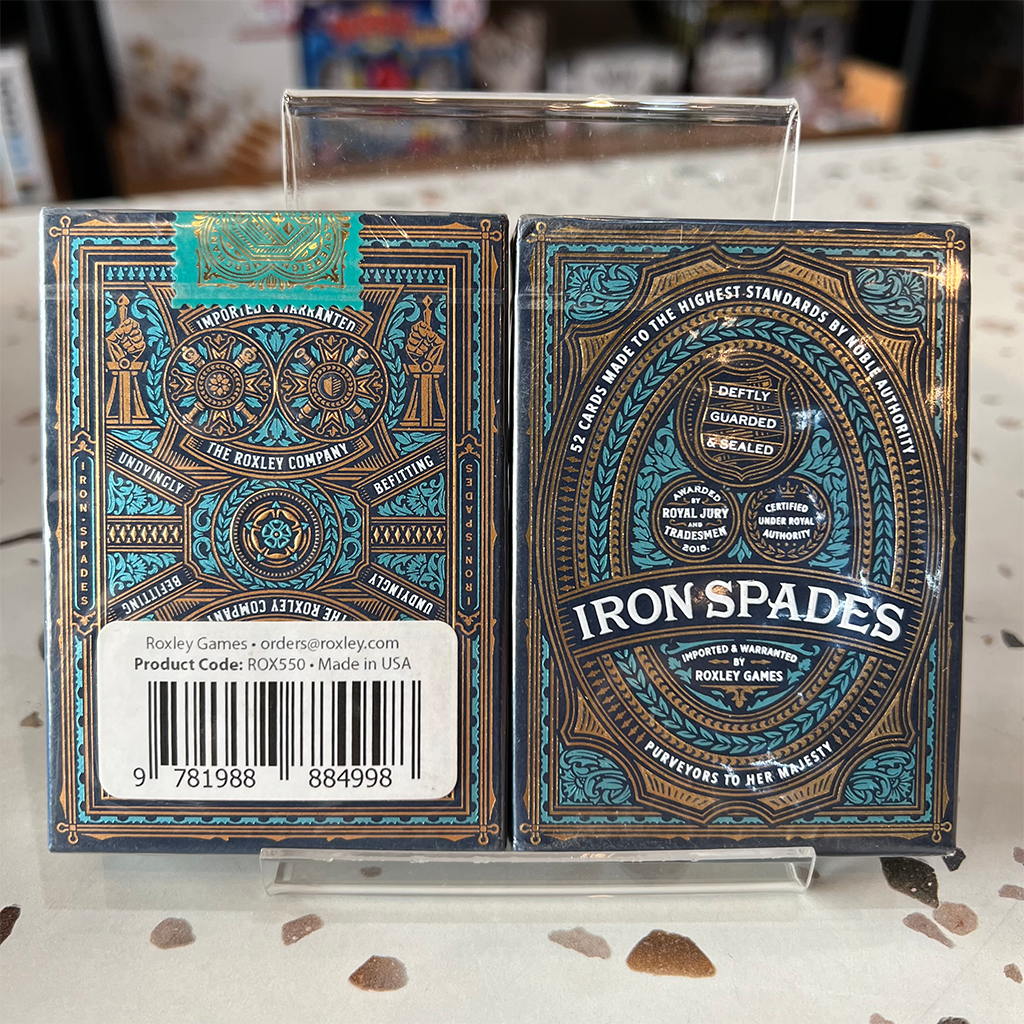 IMPORTED & WARRANTED
THE ROXLEY COMPANY
UNDYINGLY
BEFITTING
IRON · SPADES
IRON · SPADES
BEFITTING
UNDYINGLY
THE ROXLEY COMPAN
Roxley Games • orders@roxley.com
Product Code: ROX550 • Made in USA
9 781988 884998
52 CARDS MADE TO THE HIGHEST STANDARDS BY NOBLE AUTHORITY
DEFTLY
GUARDED
& SEALED
AWARDED
BY
ROYAL JURY
AND
TRADESMEN
2018.
CERTIFIED
UNDER ROYAL
AUTHORITY
IRON SPADES
IMPORTED & WARRANTED
BY
ROXLEY GAMES
PURVEYORS TO HER MAJESTY